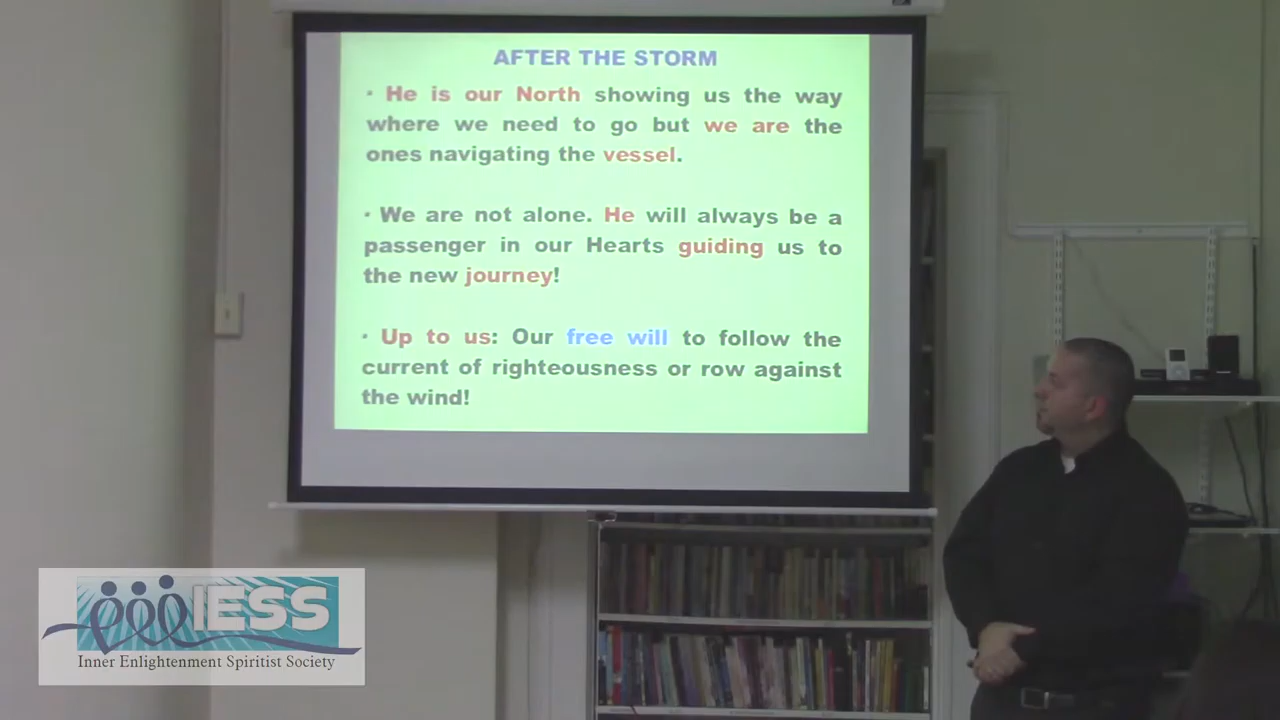 AFTER THE STORM
• He is our North showing us the way
where we need to go but we are the
ones navigating the vessel.
• We are not alone. He will always be a
passenger in our Hearts guiding us to
the new journey!
• Up to us: Our free will to follow the
current of righteousness or row against
the wind!
IESS
Inner Enlightenment Spiritist Society